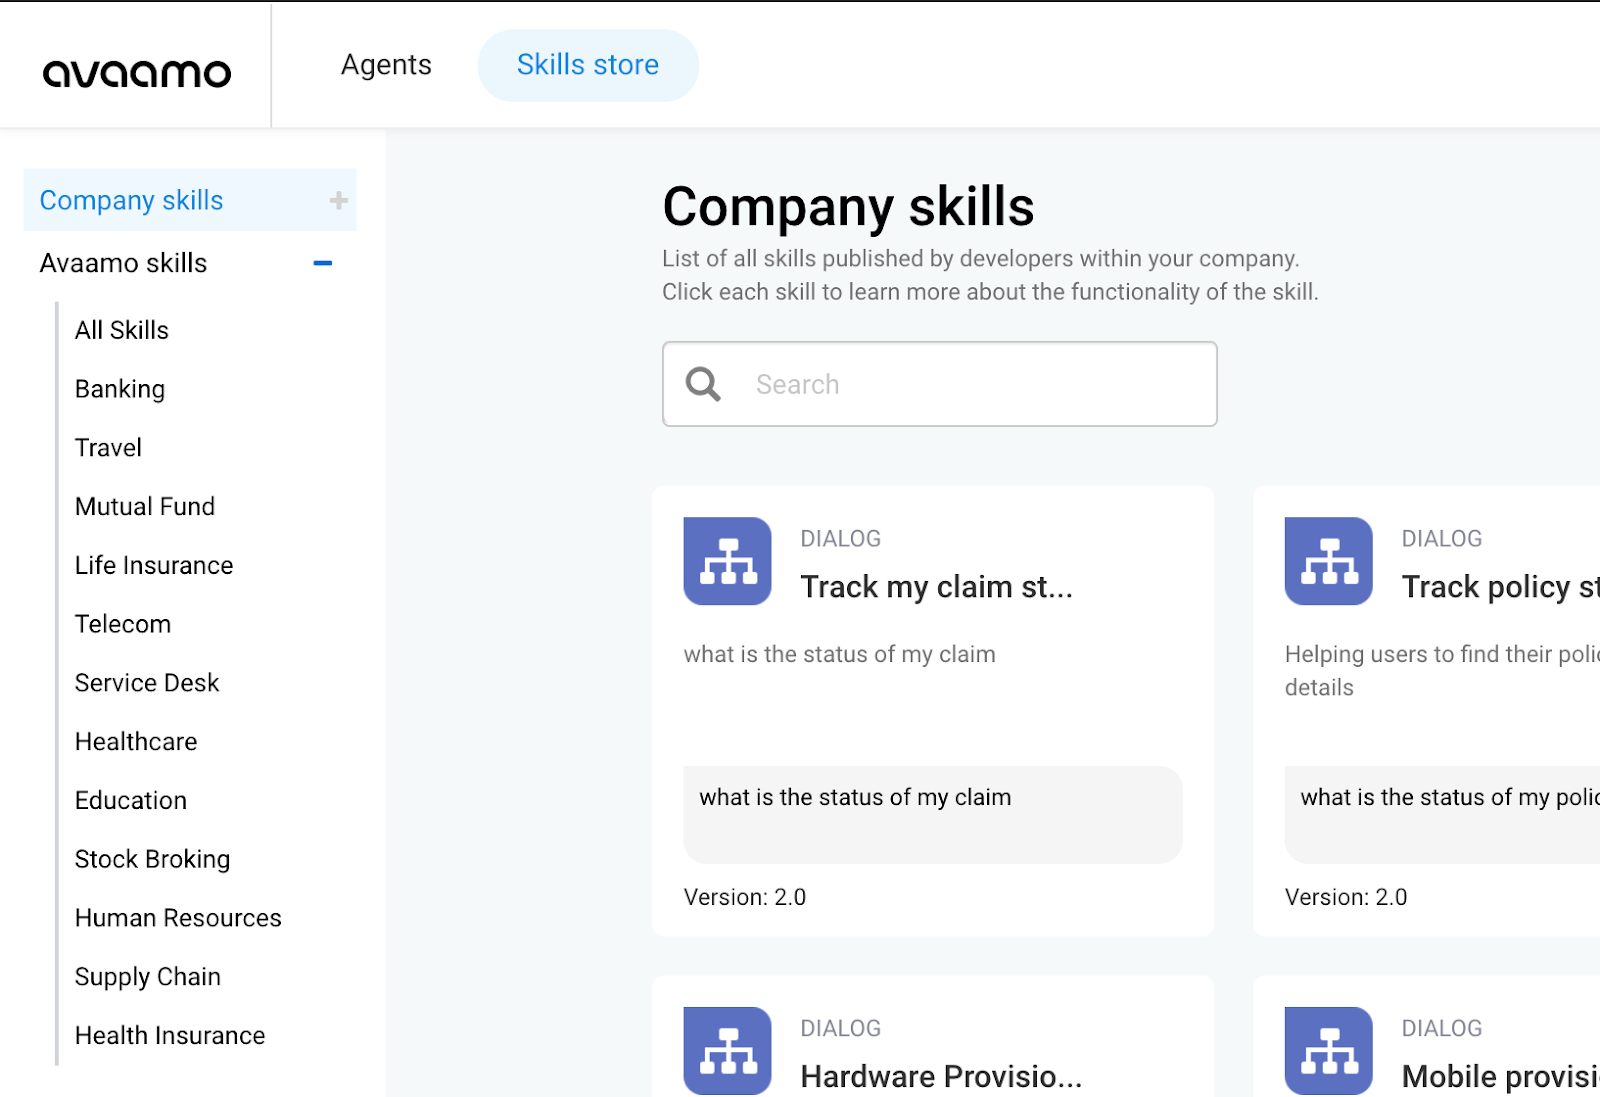 avaamo
Agents
Skills store
Company skills
Avaamo skills
All Skills
Banking
Travel
Mutual Fund
Life Insurance
Telecom
Service Desk
Healthcare
Education
Stock Broking
Human Resources
Supply Chain
Health Insurance
Company skills
List of all skills published by developers within your company.
Click each skill to learn more about the functionality of the skill.
Search
DIALOG
Track my claim st...
what is the status of my claim
what is the status of my claim
Version: 2.0
DIALOG
Track policy st
Helping users to find their polic
details
what is the status of my polic
Version: 2.0
DIALOG
Hardware Provisio...
DIALOG
Mobile provisi